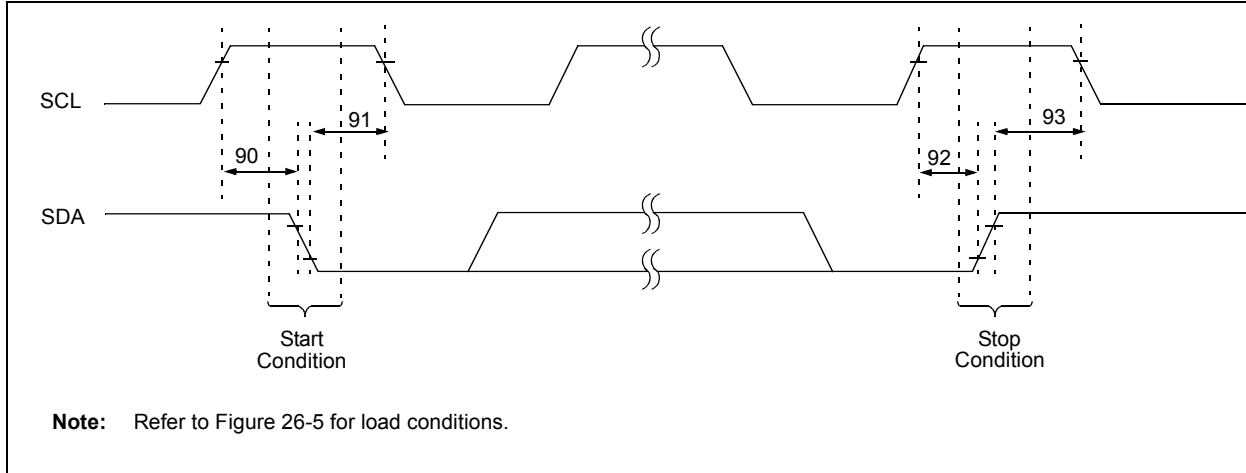 SCL
91
93
90
92
SDA
Start
Condition
Stop
Condition
Note: Refer to Figure 26-5 for load conditions.